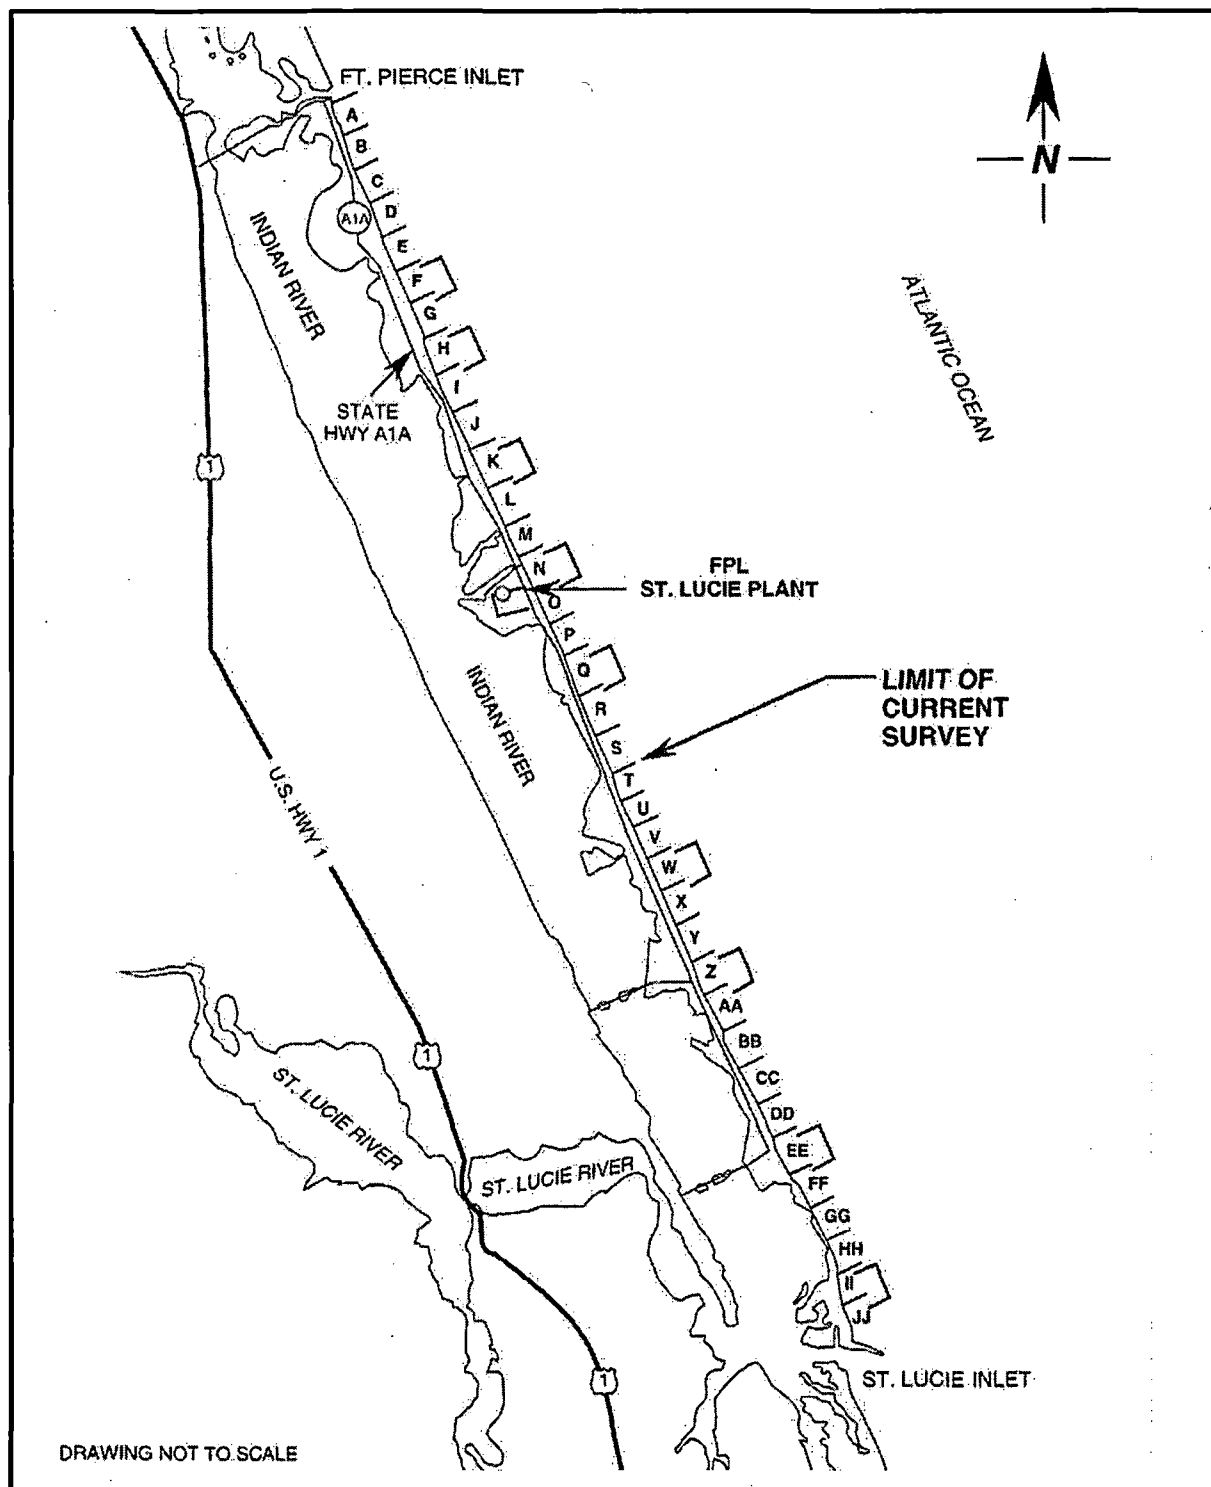 FT. PIERCE INLET
A
B
C
D
E
F
G
H
I
J
K
L
M
N
O
P
Q
R
S
T
U
V
W
X
Y
Z
AA
BB
CC
DD
EE
FF
GG
HH
II
JJ
N
A1A
INDIAN RIVER
ATLANTIC OCEAN
STATE
HWY A1A
1
FPL
ST. LUCIE PLANT
INDIAN RIVER
LIMIT OF
CURRENT
SURVEY
U.S. HWY 1
1
ST. LUCIE RIVER
ST. LUCIE RIVER
1
ST. LUCIE INLET
DRAWING NOT TO SCALE